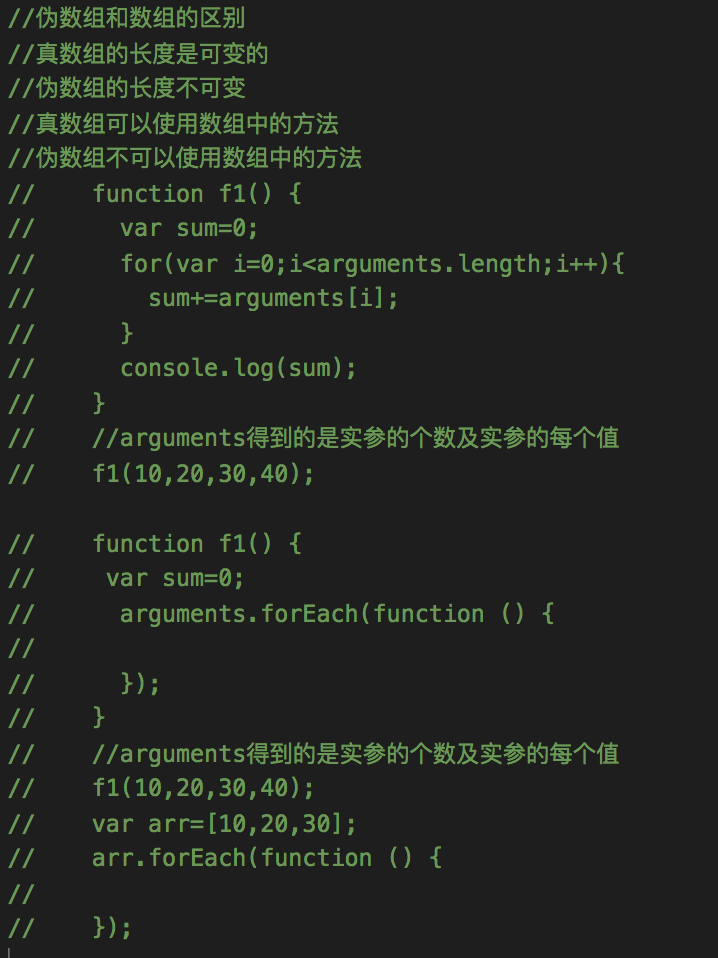 //伪数组和数组的区别
//真数组的长度是可变的
//伪数组的长度不可变
//真数组可以使用数组中的方法
//伪数组不可以使用数组中的方法
//    function f1() {
//      var sum=0;
//      for(var i=0;i<arguments.length;i++){
//        sum+=arguments[i];
//      }
//      console.log(sum);
//    }
//    //arguments得到的是实参的个数及实参的每个值
//    f1(10,20,30,40);

//    function f1() {
//     var sum=0;
//      arguments.forEach(function () {
//
//      });
//    }
//    //arguments得到的是实参的个数及实参的每个值
//    f1(10,20,30,40);
//    var arr=[10,20,30];
//    arr.forEach(function () {
//
//    });